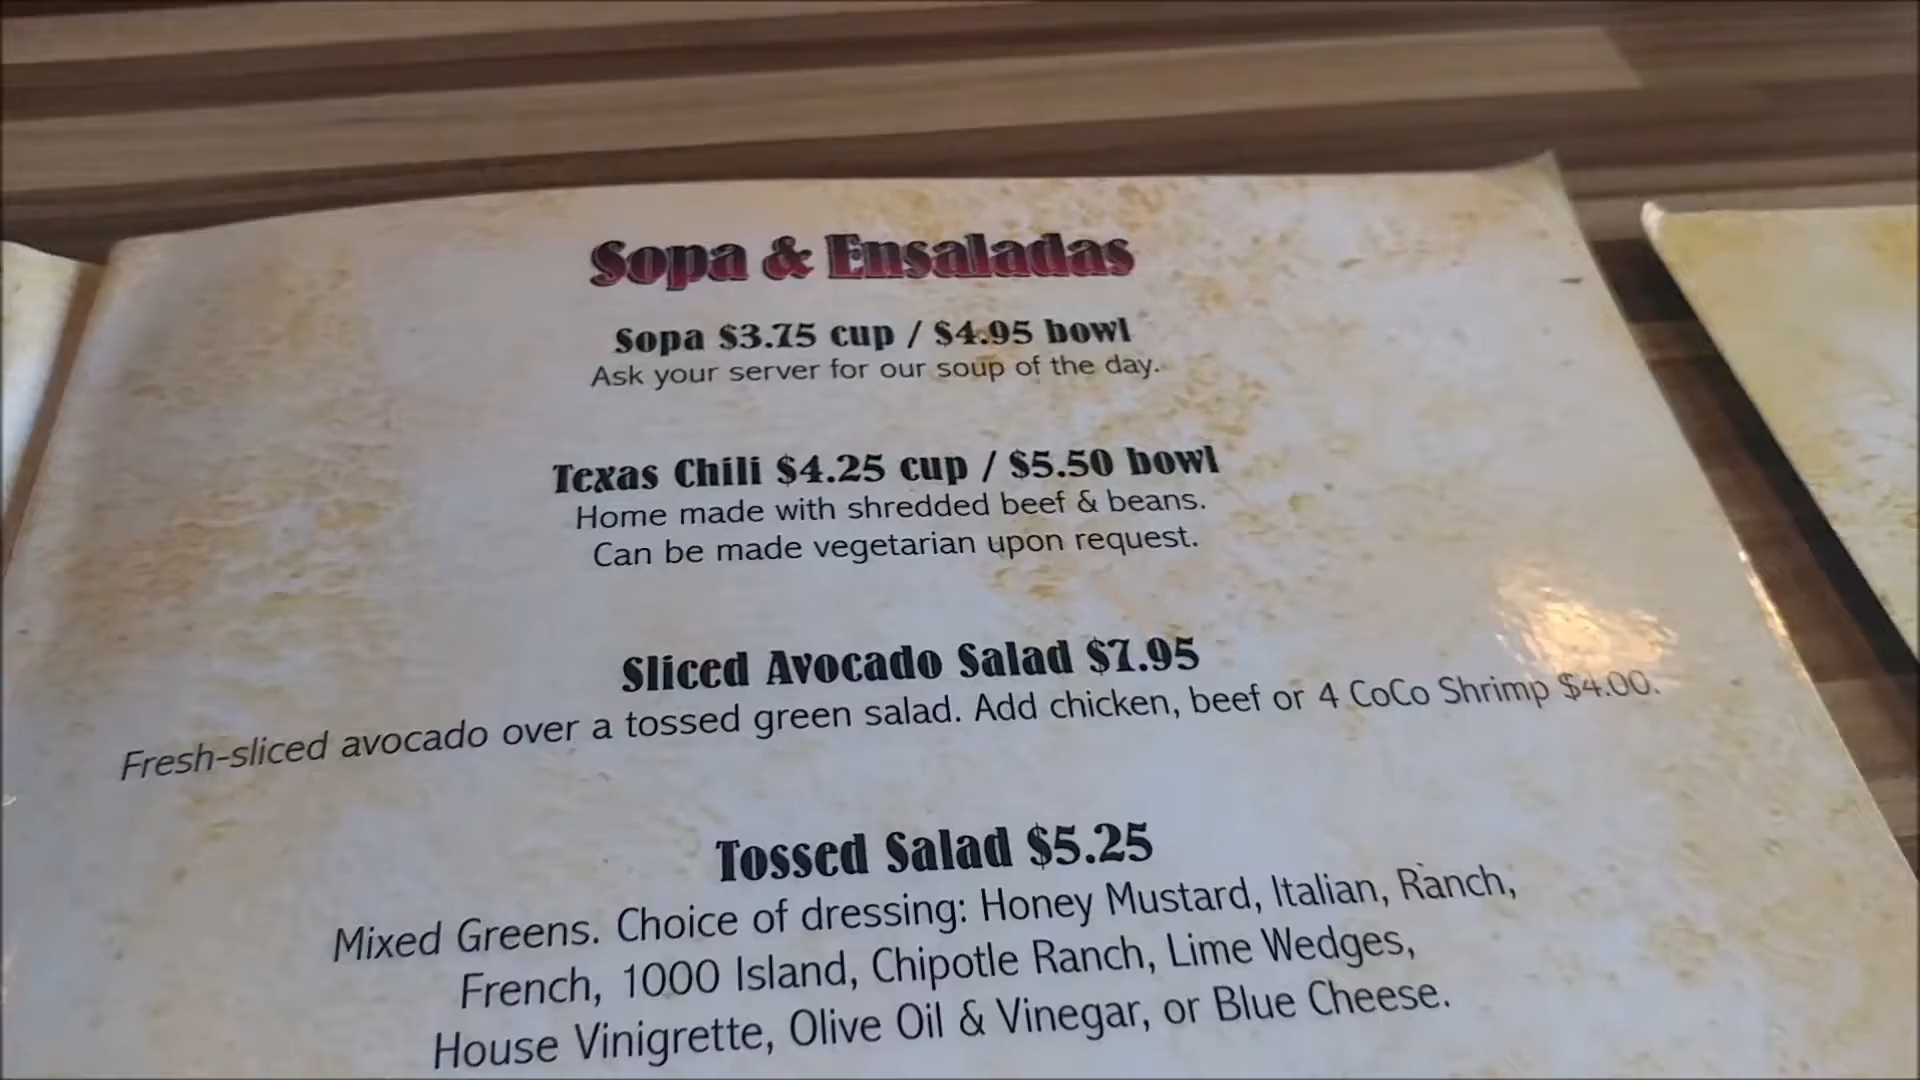 Sopa & Ensaladas
Sopa $3.75 cup / $4.95 bowl
Ask your server for our soup of the day.
Texas Chili $4.25 cup / $5.50 bowl
Home made with shredded beef & beans.
Can be made vegetarian upon request.
Sliced Avocado Salad $7.95
Fresh-sliced avocado over a tossed green salad. Add chicken, beef or 4 CoCo Shrimp $4.00.
Tossed Salad $5.25
Mixed Greens. Choice of dressing: Honey Mustard, Italian, Ranch,
French, 1000 Island, Chipotle Ranch, Lime Wedges,
House Vinigrette, Olive Oil & Vinegar, or Blue Cheese.